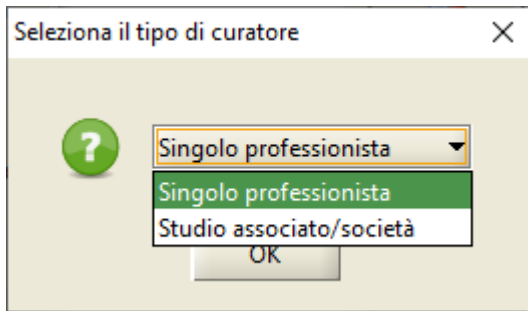 Seleziona il tipo di curatore
Singolo professionista
Singolo professionista
Studio associato/società
OK